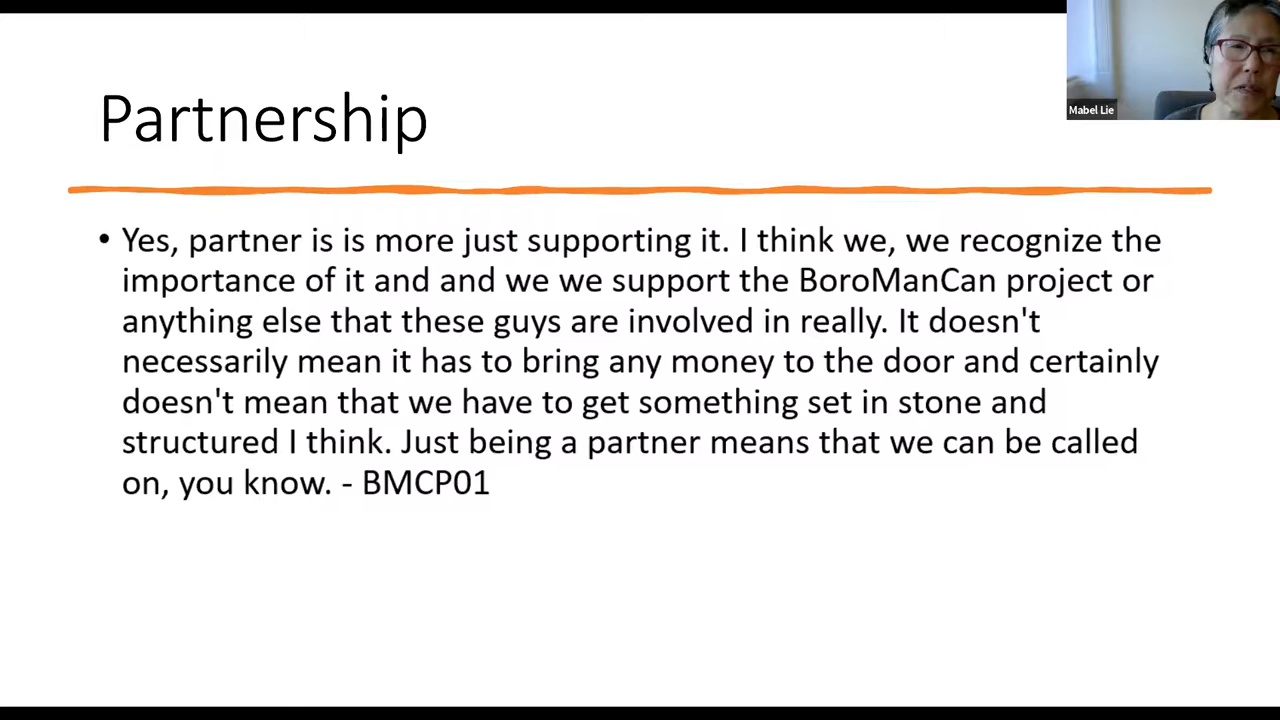 Mabel Lie
Partnership
• Yes, partner is is more just supporting it. I think we, we recognize the
importance of it and and we we support the BoroManCan project or
anything else that these guys are involved in really. It doesn't
necessarily mean it has to bring any money to the door and certainly
doesn't mean that we have to get something set in stone and
structured I think. Just being a partner means that we can be called
on, you know. - BMCP01